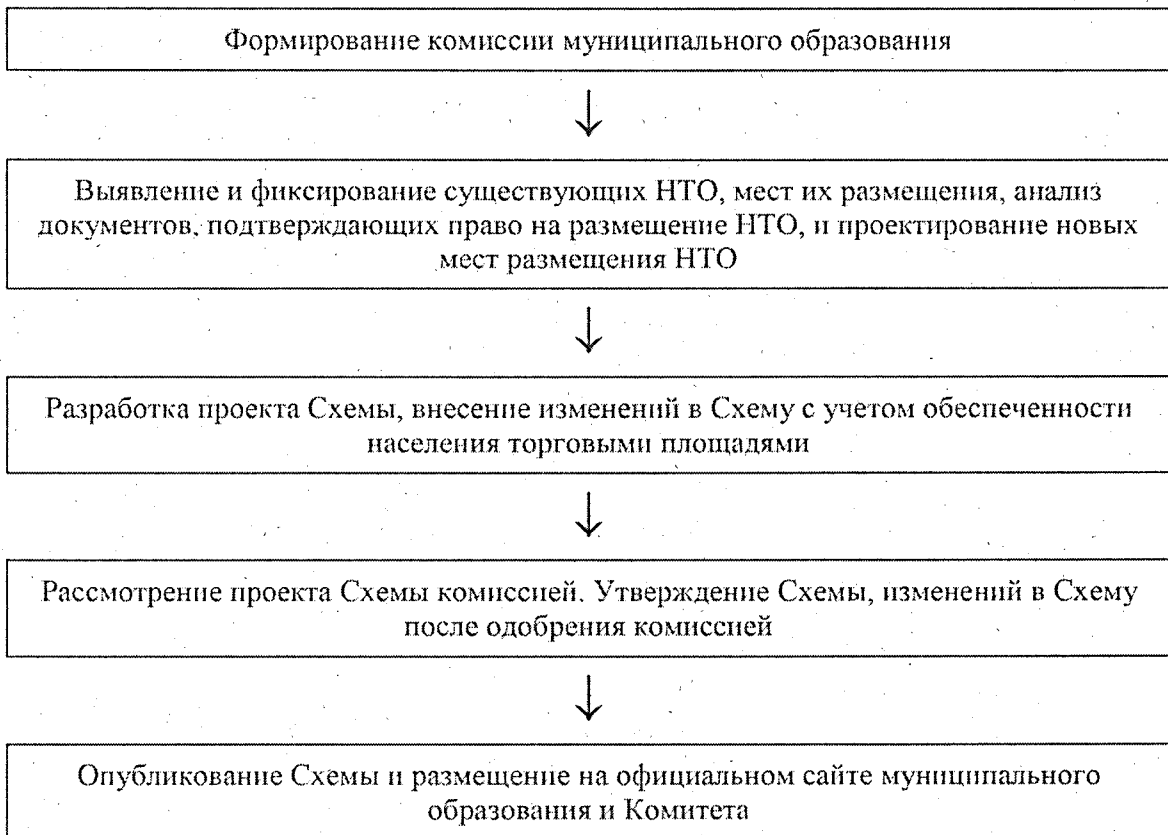 Формирование комиссии муниципального образования
↓
Выявление и фиксирование существующих НТО, мест их размещения, анализ
документов, подтверждающих право на размещение НТО, и проектирование новых
мест размещения НТО
↓
Разработка проекта Схемы, внесение изменений в Схему с учетом обеспеченности
населения торговыми площадями
↓
Рассмотрение проекта Схемы комиссией. Утверждение Схемы, изменений в Схему
после одобрения комиссией
↓
Опубликование Схемы и размещение на официальном сайте муниципального
образования и Комитета